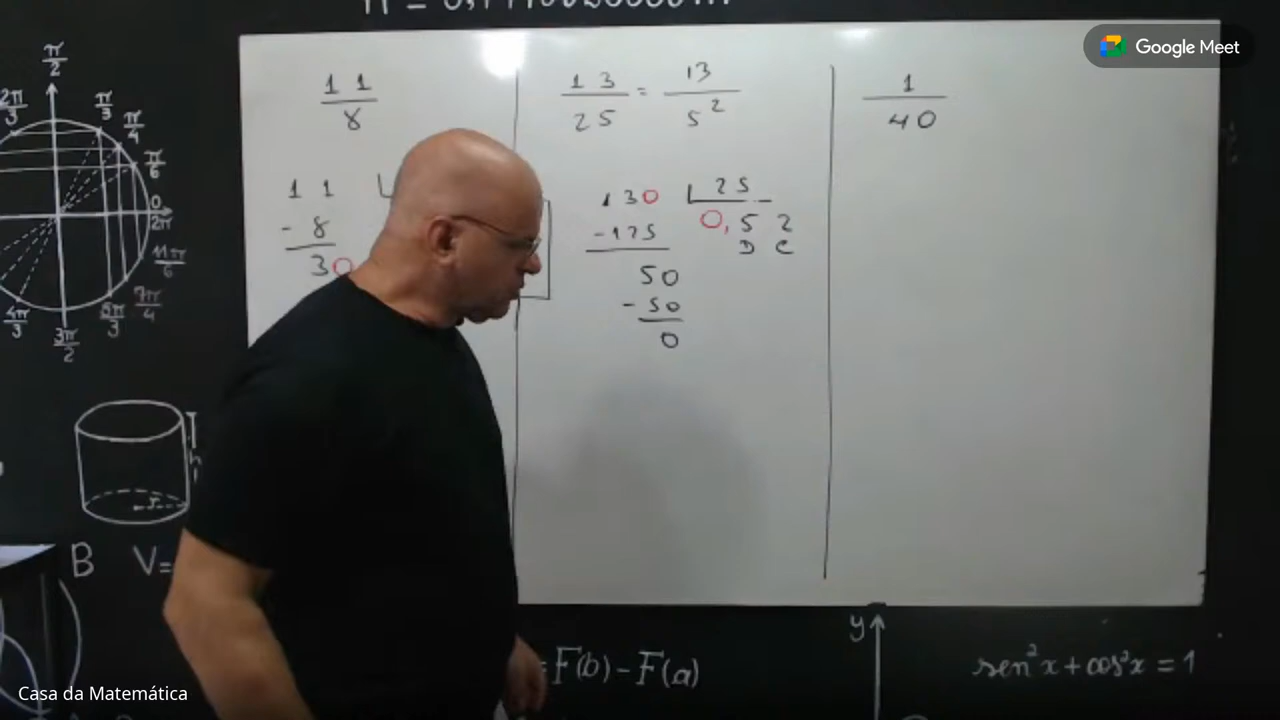 Google Meet
π/2
2π/3
π/3
π/4
π/6
0
2π
11π/6
7π/4
5π/3
3π/2
4π/3
11/8
11
- 8
30
13/25 = 13/5²
130 25
-125 0,52
D C
50
-50
0
1/40
h
r
B V=
=F(b)-F(a)
y
sen²x+cos²x=1
Casa da Matemática